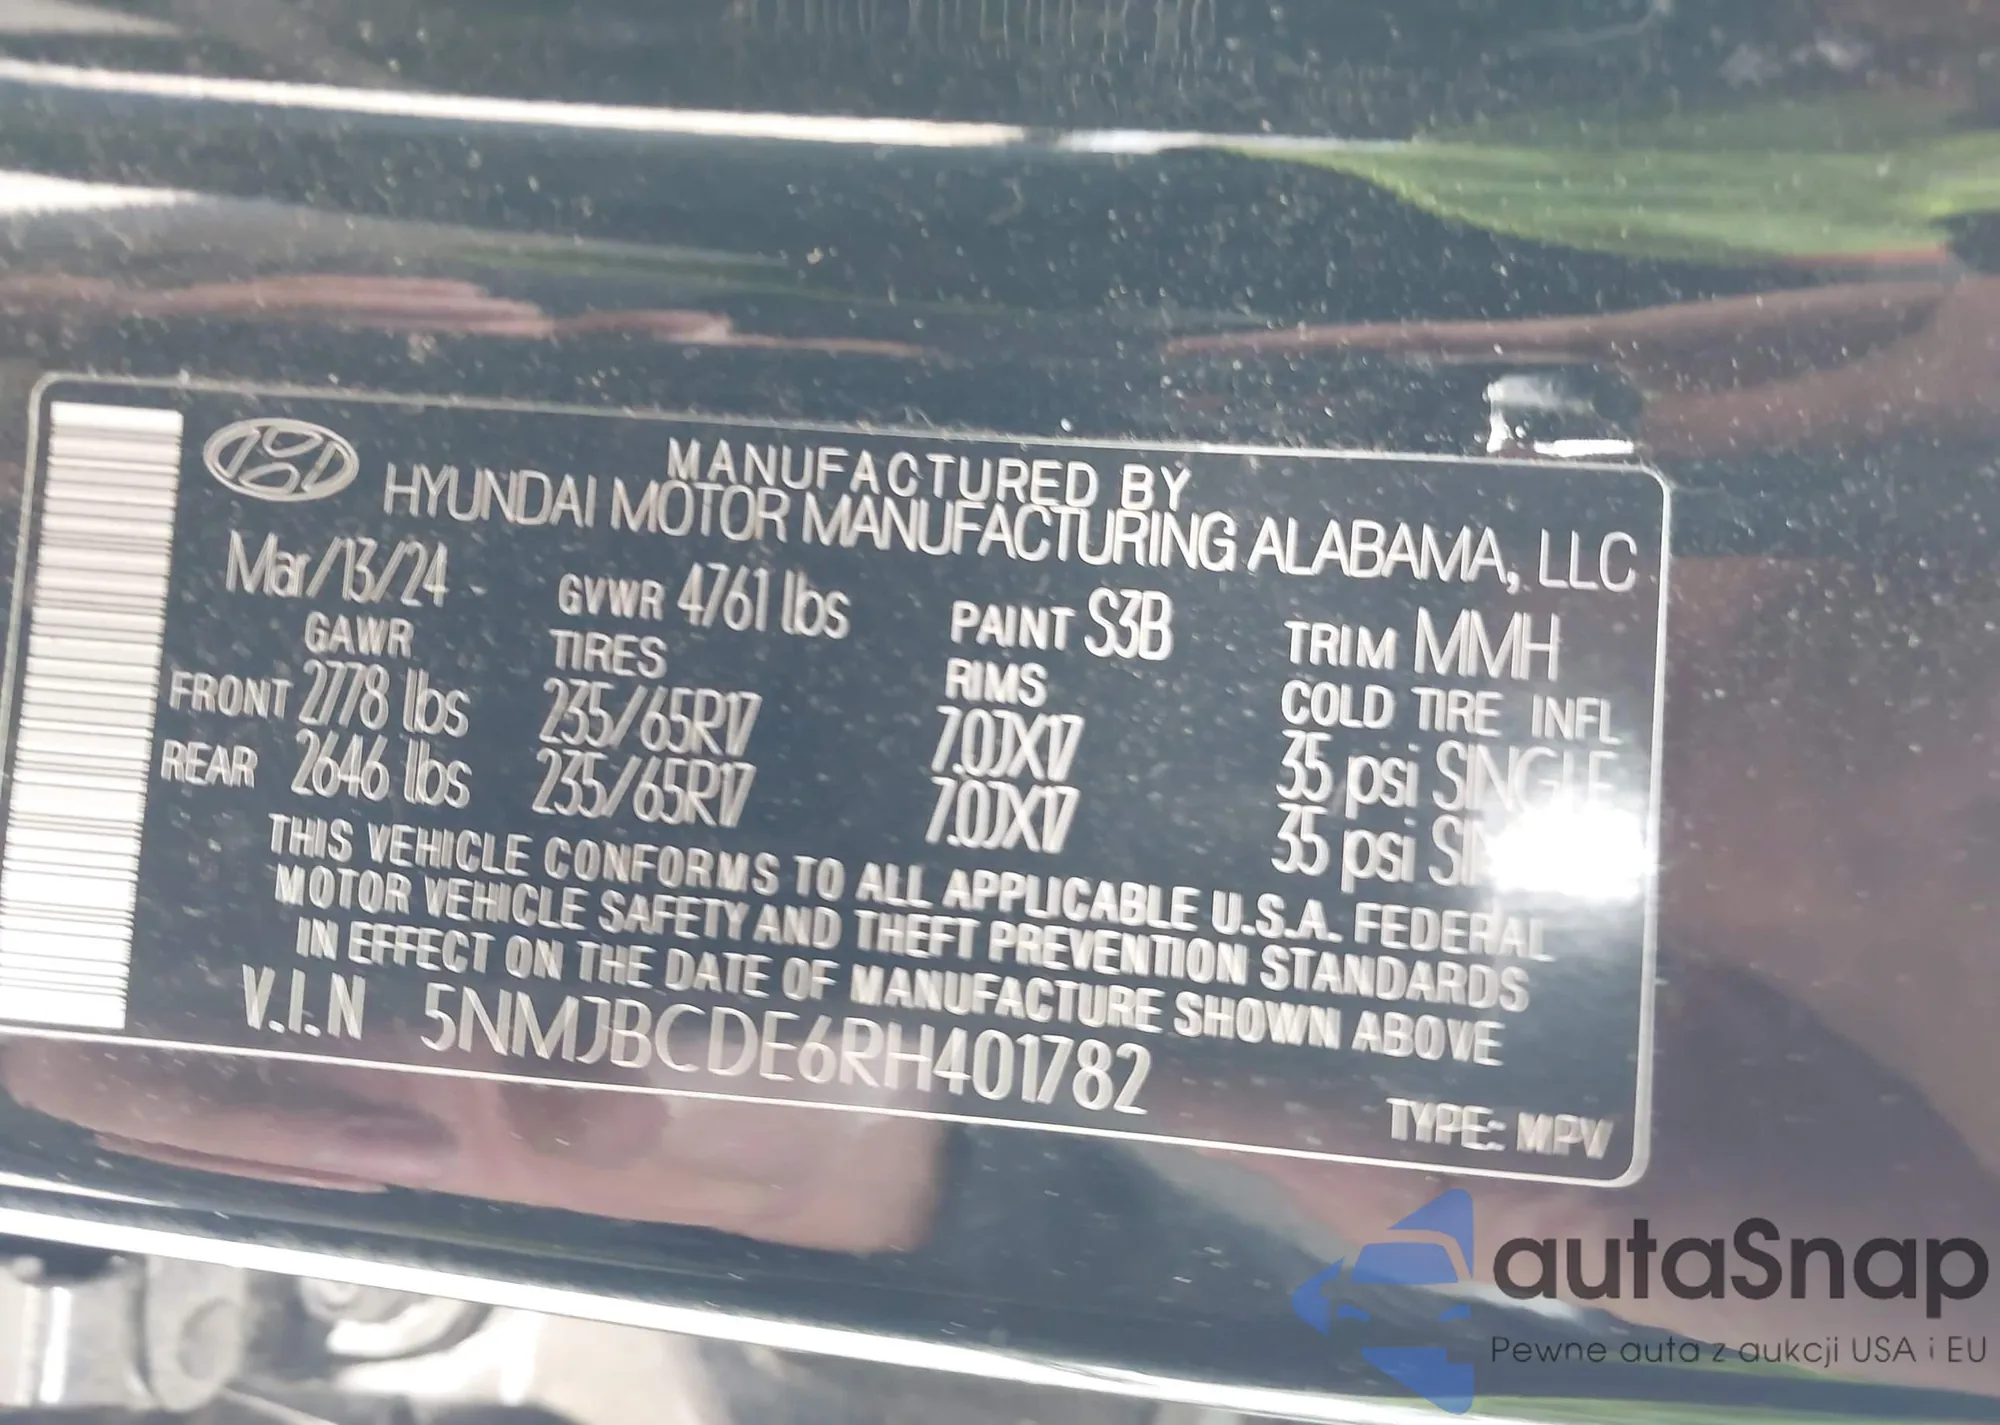 MANUFACTURED BY
HYUNDAI MOTOR MANUFACTURING ALABAMA, LLC
Mar/13/24 GVWR 4761 lbs PAINT S3B TRIM MMH
GAWR TIRES RIMS COLD TIRE INFL
FRONT 2778 lbs 235/65R17 7.0JX17 35 psi SINGLE
REAR 2646 lbs 235/65R17 7.0JX17 35 psi
THIS VEHICLE CONFORMS TO ALL APPLICABLE U.S.A. FEDERAL
MOTOR VEHICLE SAFETY AND THEFT PREVENTION STANDARDS
IN EFFECT ON THE DATE OF MANUFACTURE SHOWN ABOVE
V.I.N 5NMJBCDE6RH401782
TYPE: MPV
autaSnap
Pewne auta z aukcji USA i EU